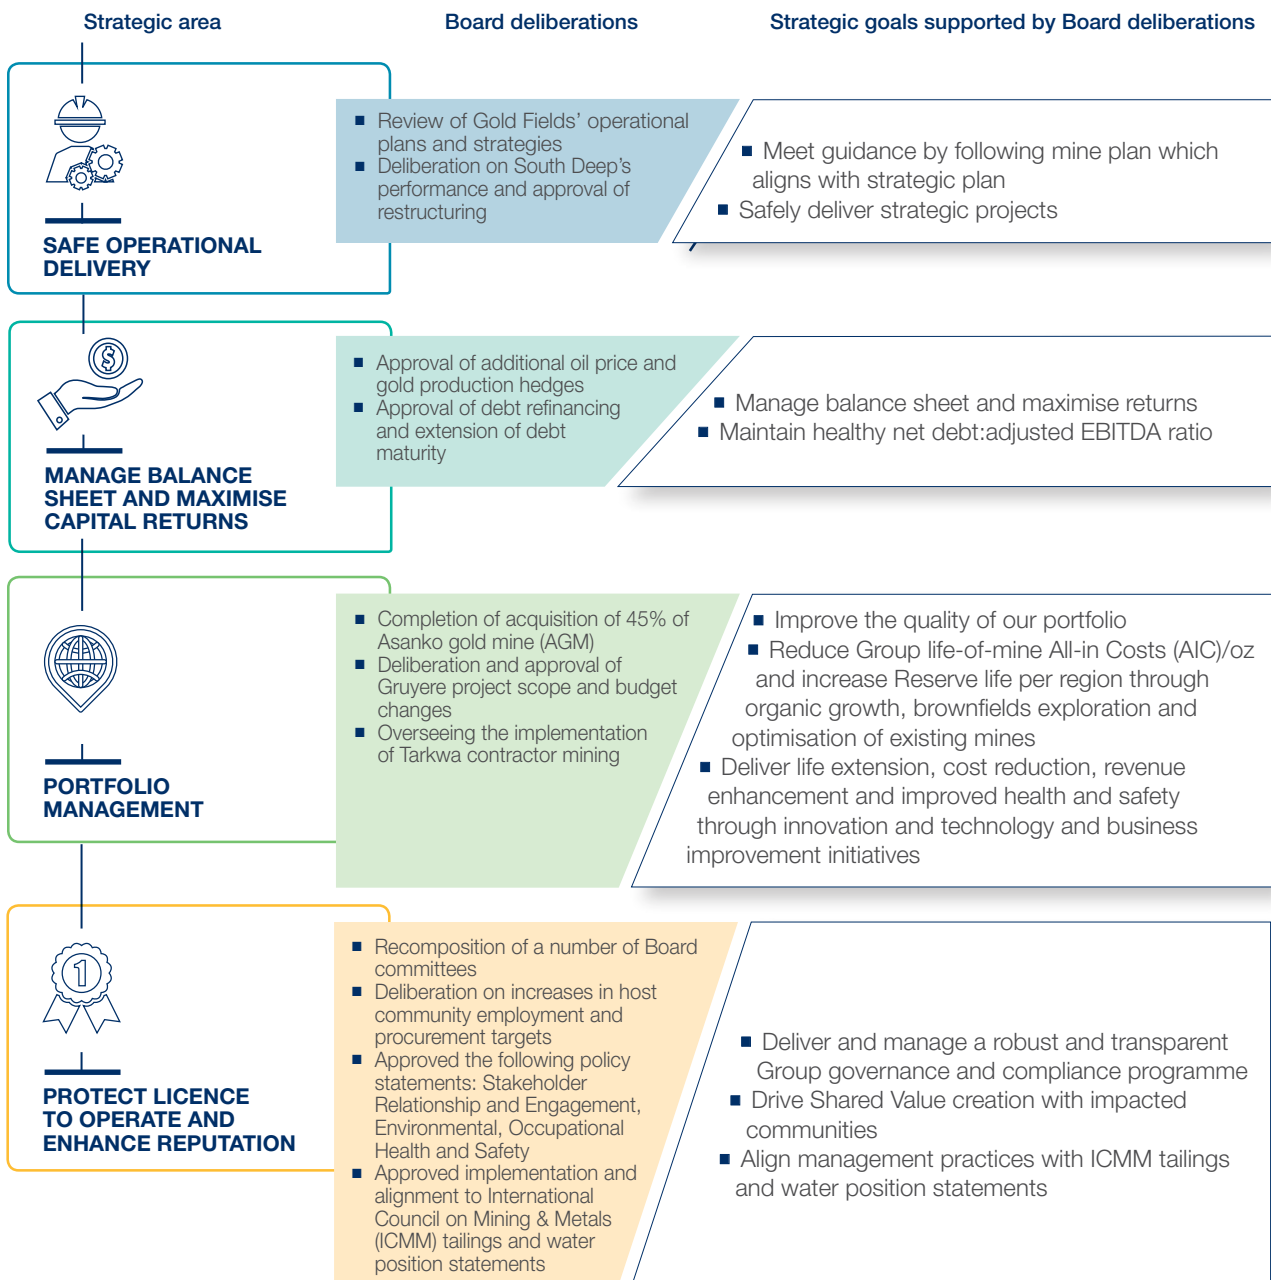 Strategic area
Board deliberations
Strategic goals supported by Board deliberations
SAFE OPERATIONAL
DELIVERY
■ Review of Gold Fields' operational
plans and strategies
■ Deliberation on South Deep's
performance and approval of
restructuring
■ Meet guidance by following mine plan which
aligns with strategic plan
■ Safely deliver strategic projects
$
MANAGE BALANCE
SHEET AND MAXIMISE
CAPITAL RETURNS
■ Approval of additional oil price and
gold production hedges
■ Approval of debt refinancing
and extension of debt
maturity
■ Manage balance sheet and maximise returns
■ Maintain healthy net debt:adjusted EBITDA ratio
PORTFOLIO
MANAGEMENT
■ Completion of acquisition of 45% of
Asanko gold mine (AGM)
■ Deliberation and approval of
Gruyere project scope and budget
changes
■ Overseeing the implementation
of Tarkwa contractor mining
■ Improve the quality of our portfolio
■ Reduce Group life-of-mine All-in Costs (AIC)/oz
and increase Reserve life per region through
organic growth, brownfields exploration and
optimisation of existing mines
■ Deliver life extension, cost reduction, revenue
enhancement and improved health and safety
through innovation and technology and business
improvement initiatives
1
PROTECT LICENCE
TO OPERATE AND
ENHANCE REPUTATION
■ Recomposition of a number of Board
committees
■ Deliberation on increases in host
community employment and
procurement targets
■ Approved the following policy
statements: Stakeholder
Relationship and Engagement,
Environmental, Occupational
Health and Safety
■ Approved implementation and
alignment to International
Council on Mining & Metals
(ICMM) tailings and water
position statements
■ Deliver and manage a robust and transparent
Group governance and compliance programme
■ Drive Shared Value creation with impacted
communities
■ Align management practices with ICMM tailings
and water position statements